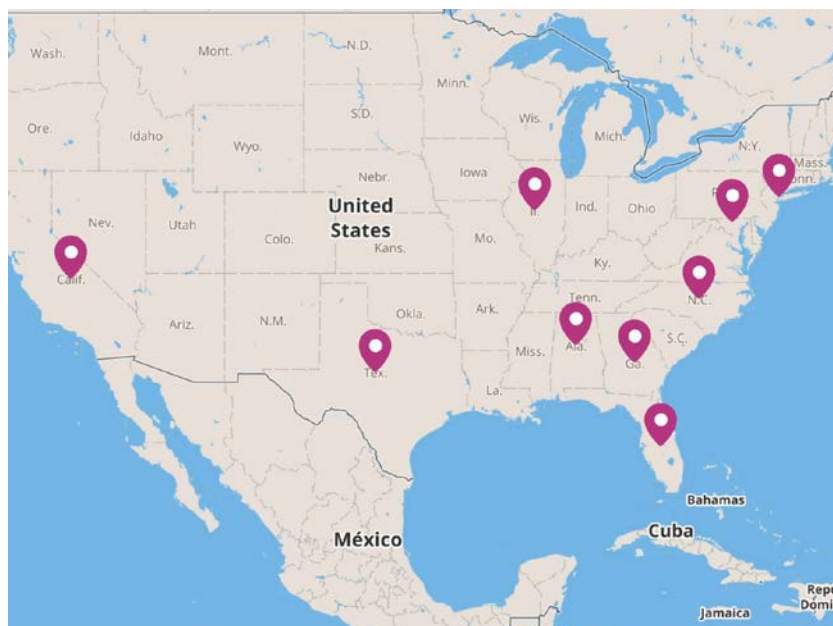 Wash.
Mont.
N.D.
Minn.
Ore.
Idaho
S.D.
Wis.
Mich.
N.Y.
Mass.
Wyo.
Nebr.
Iowa
Nev.
Utah
Colo.
United
States
Kans.
Mo.
Ind.
Ohio
Ky.
Calif.
Ariz.
N.M.
Okla.
Ark.
Tenn.
N.C.
S.C.
Miss.
Ala.
Ga.
Tex.
La.
Bahamas
México
Cuba
Jamaica